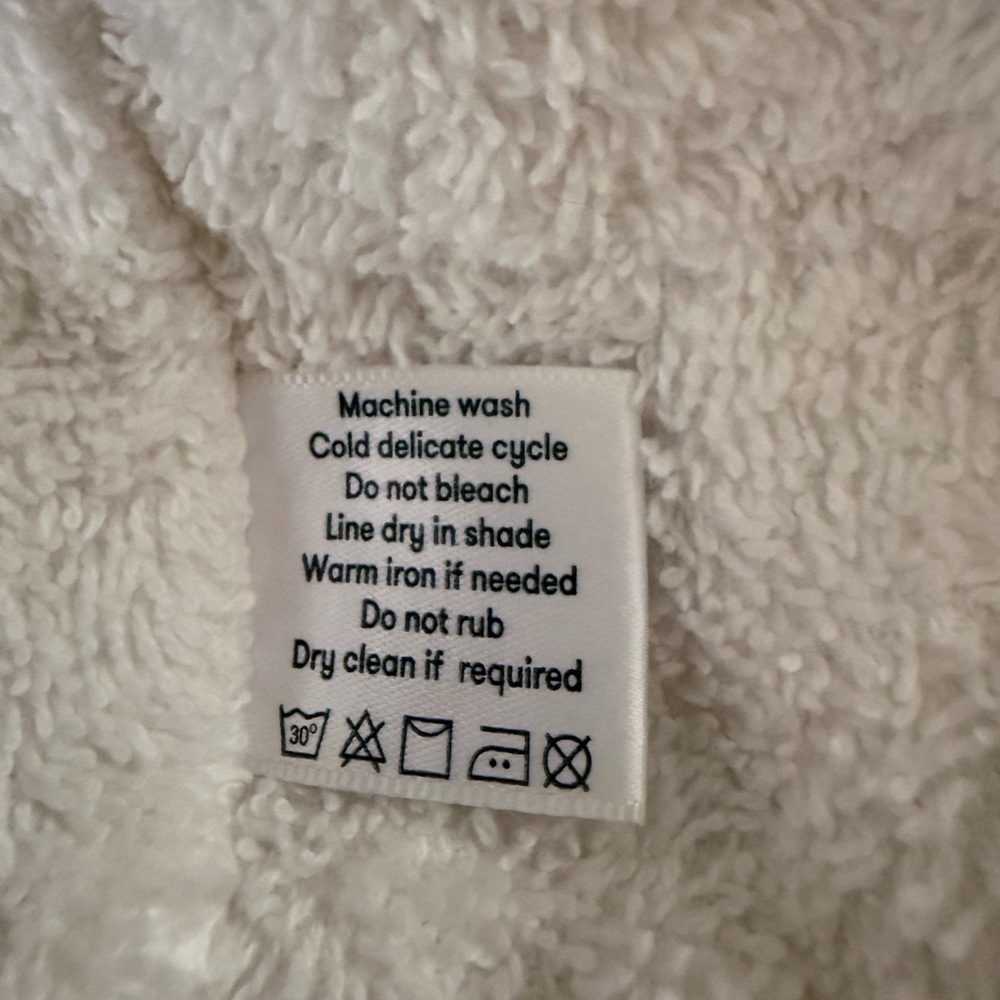 Machine wash
Cold delicate cycle
Do not bleach
Line dry in shade
Warm iron if needed
Do not rub
Dry clean if required
30°